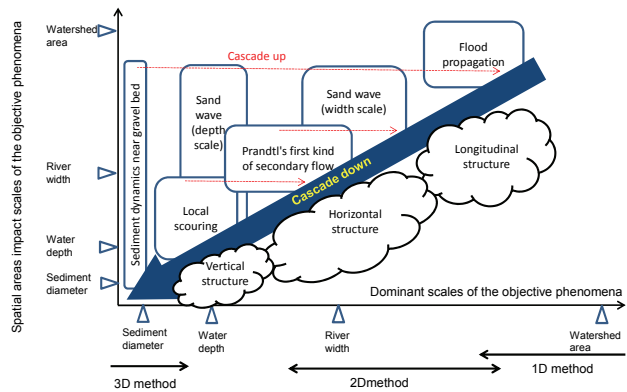 Watershed
area
Flood
propagation
Cascade up
Sand
wave
(depth
scale)
Sand wave
(width scale)
Sediment dynamics near gravel bed
Prandtl's first kind
of secondary flow
Longitudinal
structure
Spatial areas impact scales of the objective phenomena
River
width
Cascade down
Local
scouring
Horizontal
structure
Water
depth
Vertical
structure
Sediment
diameter
Dominant scales of the objective phenomena
Sediment
diameter
Water
depth
River
width
Watershed
area
3D method
2Dmethod
1D method